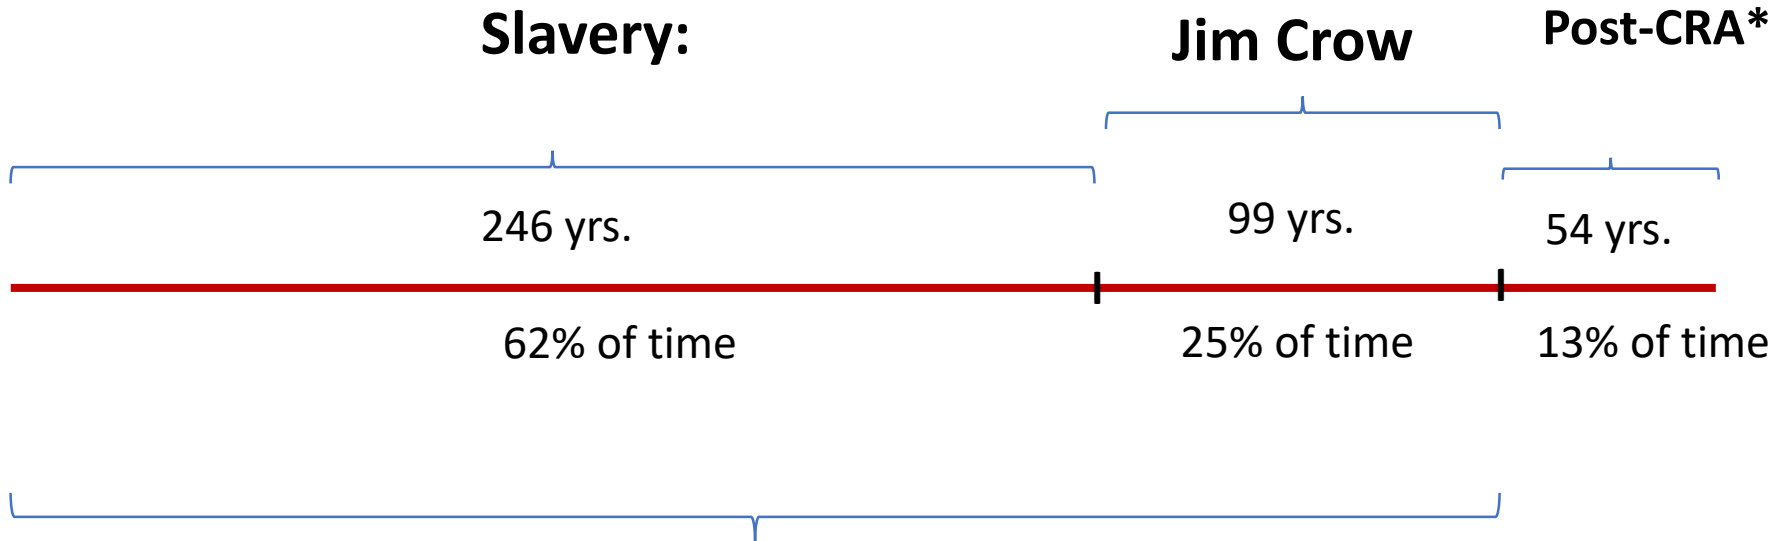 Slavery:
Jim Crow
Post-CRA*
246 yrs.
99 yrs.
54 yrs.
62% of time
25% of time
13% of time